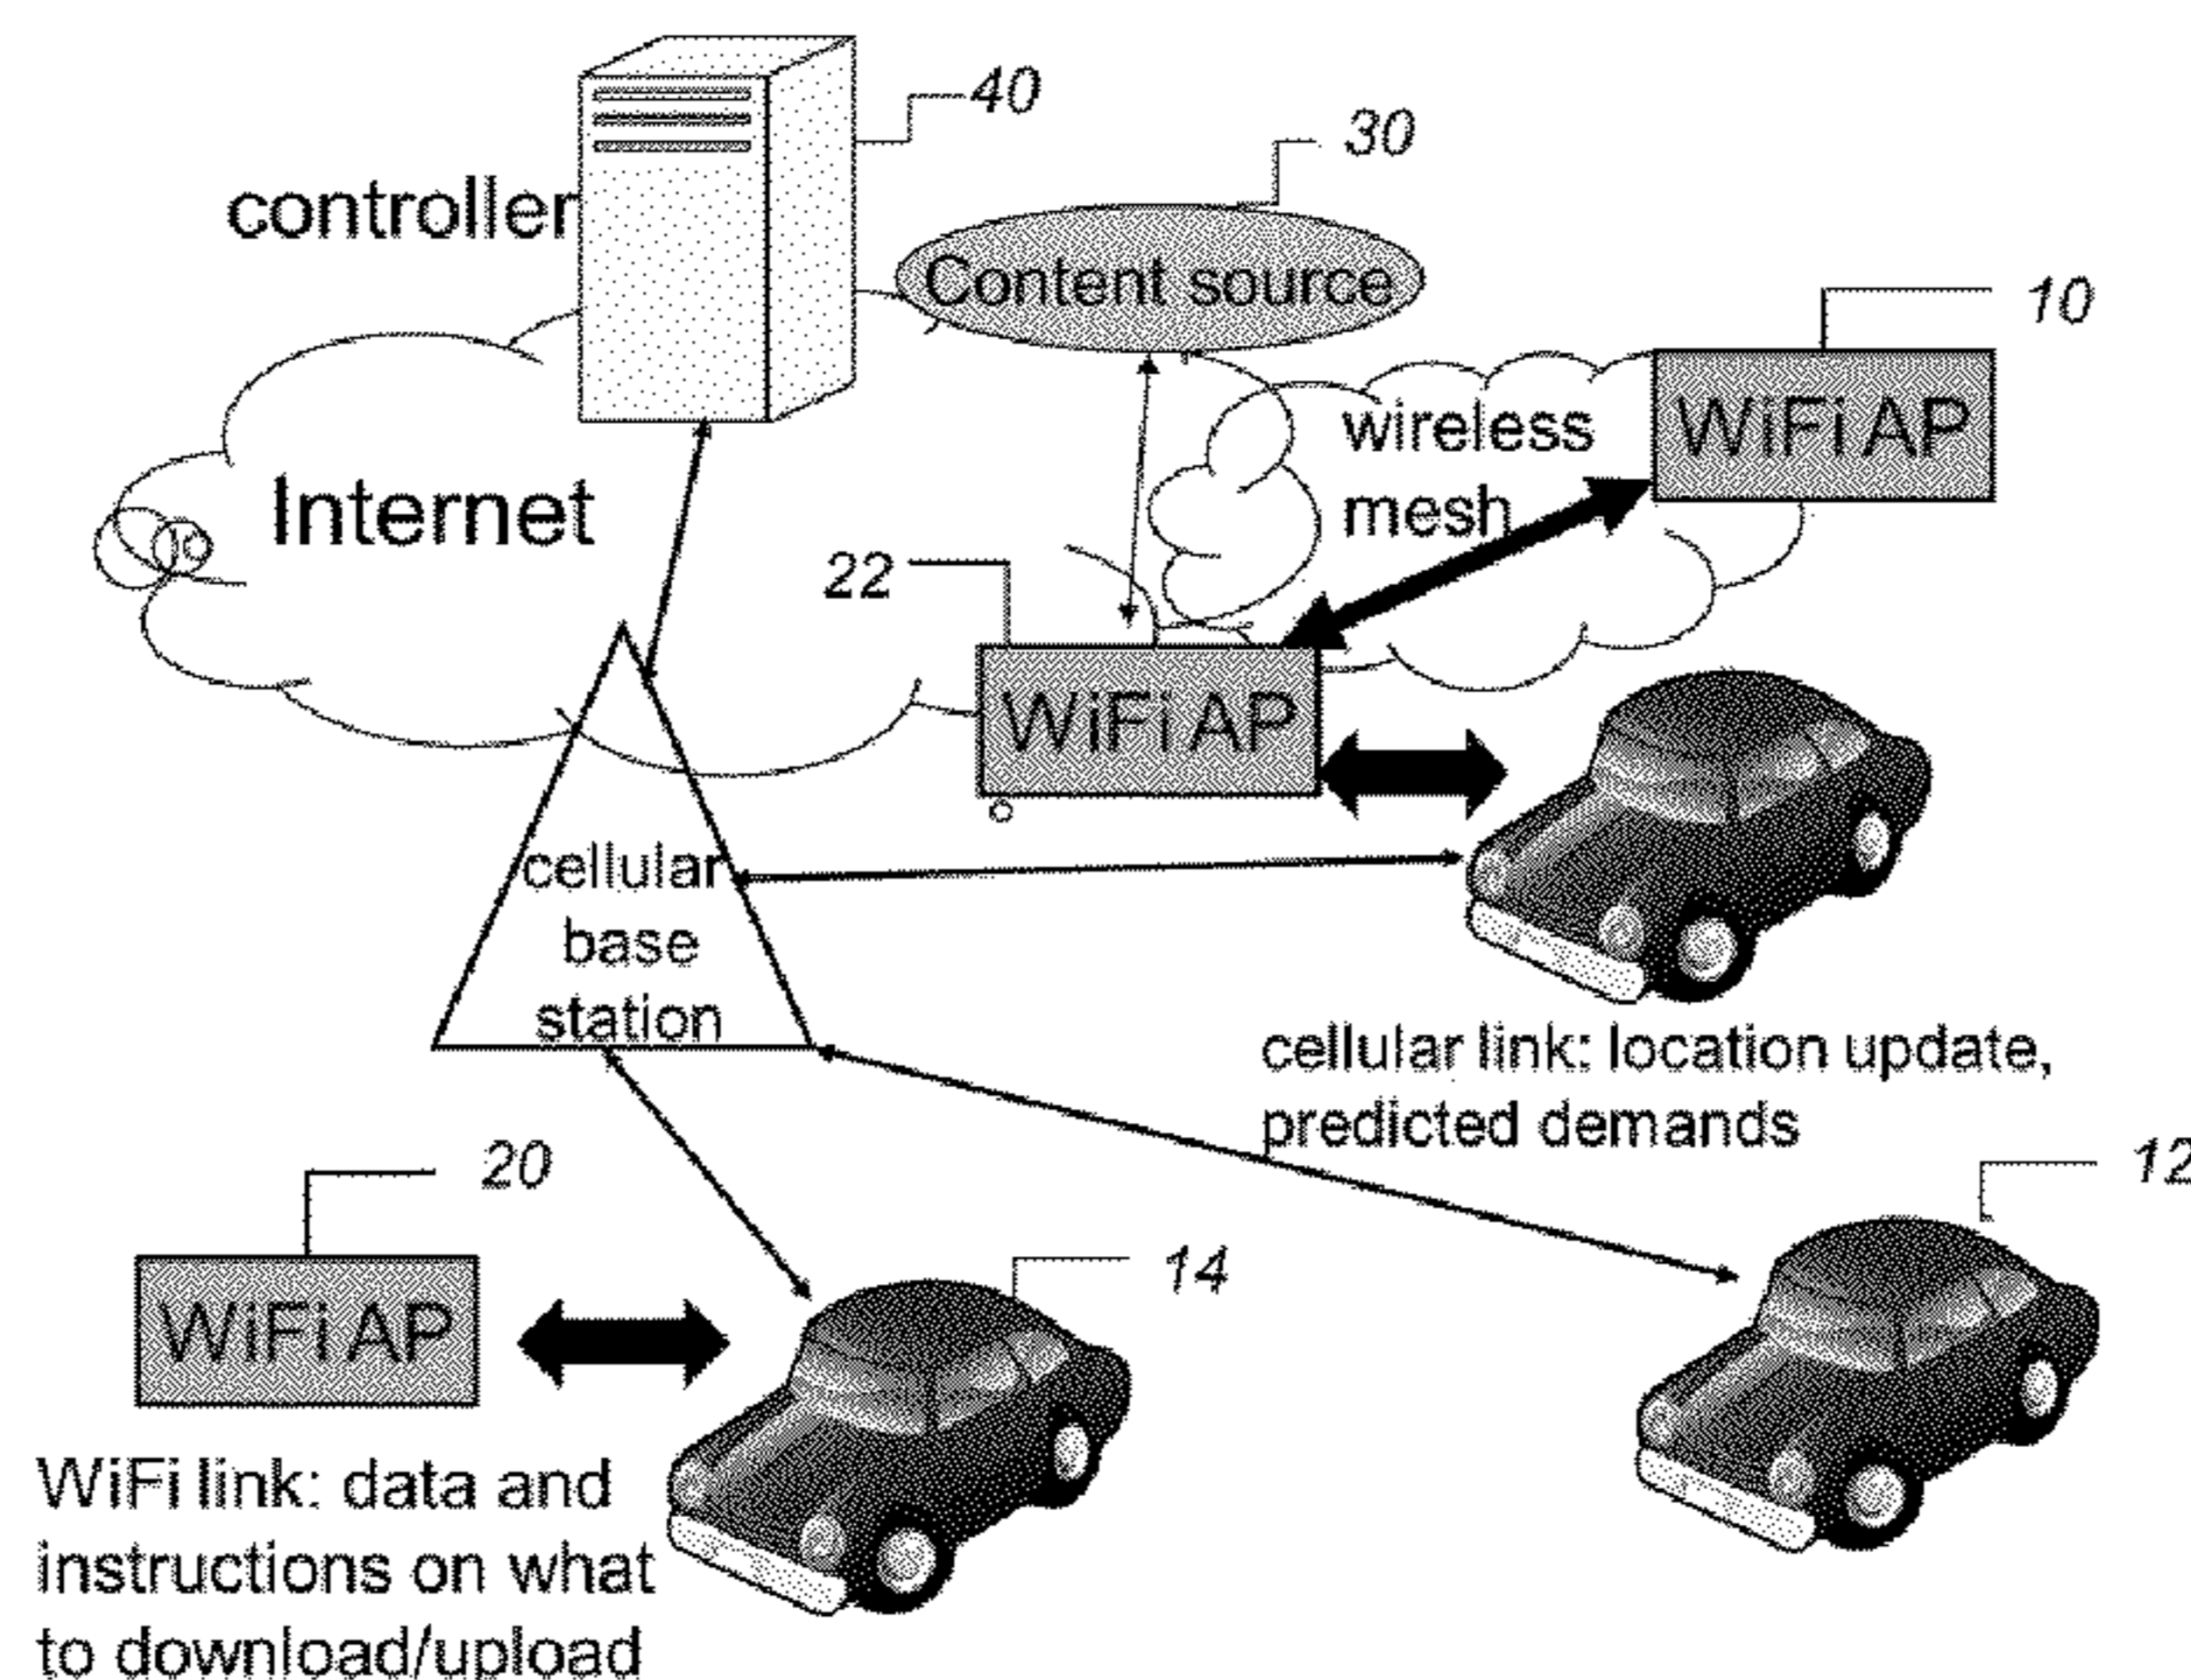 40
30
controller
Content source
10
WiFi AP
wireless
mesh
Internet
22
WiFi AP
cellular
base
station
cellular link: location update,
predicted demands
20
12
14
WiFi AP
WiFi link: data and
instructions on what
to download/upload